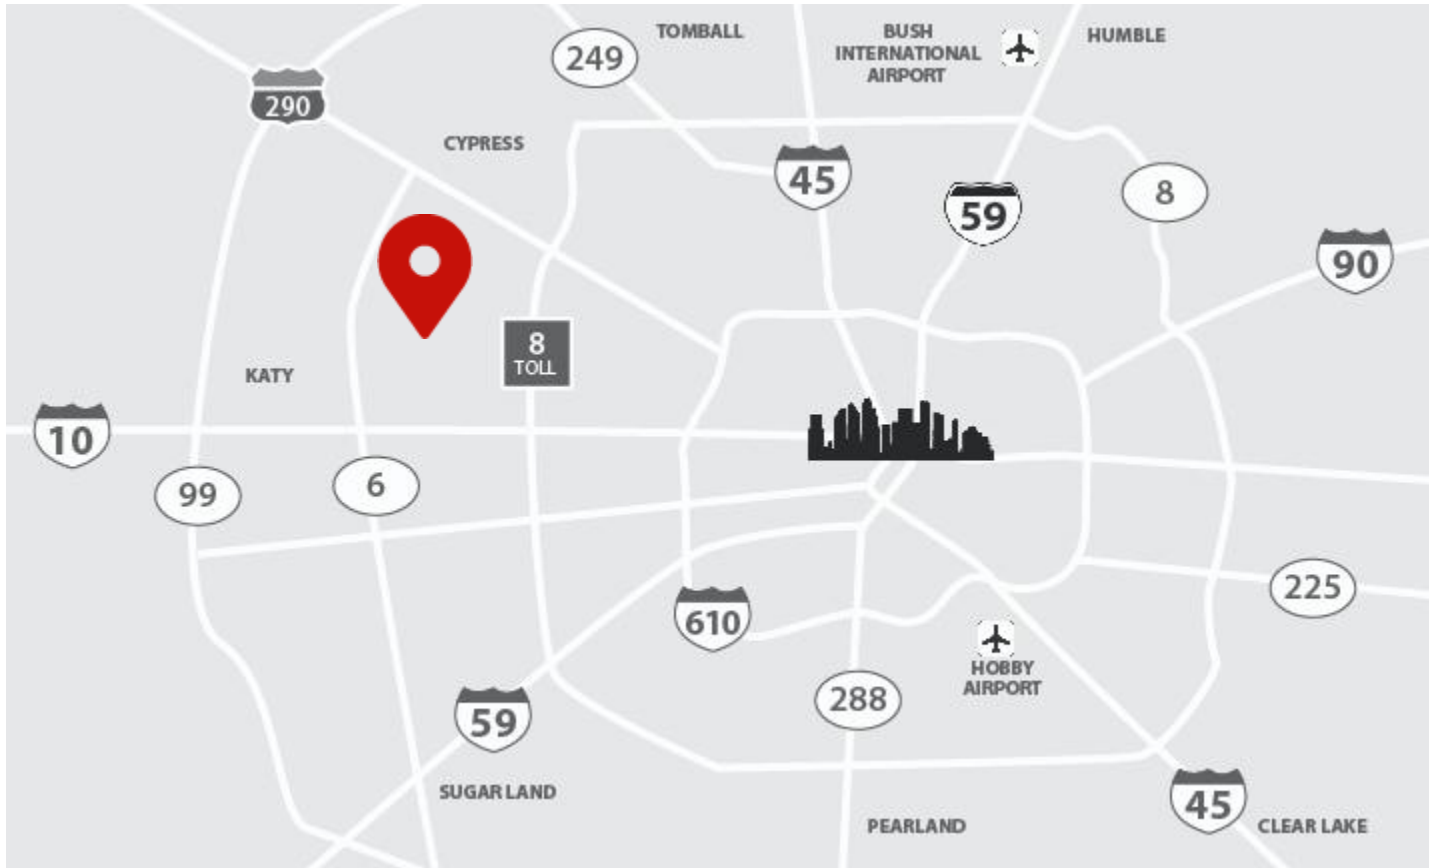 TOMBALL
BUSH
INTERNATIONAL
AIRPORT
HUMBLE
249
290
CYPRESS
45
59
8
90
8
TOLL
KATY
10
99
6
225
610
HOBBY
AIRPORT
288
59
SUGAR LAND
45
PEARLAND
CLEAR LAKE